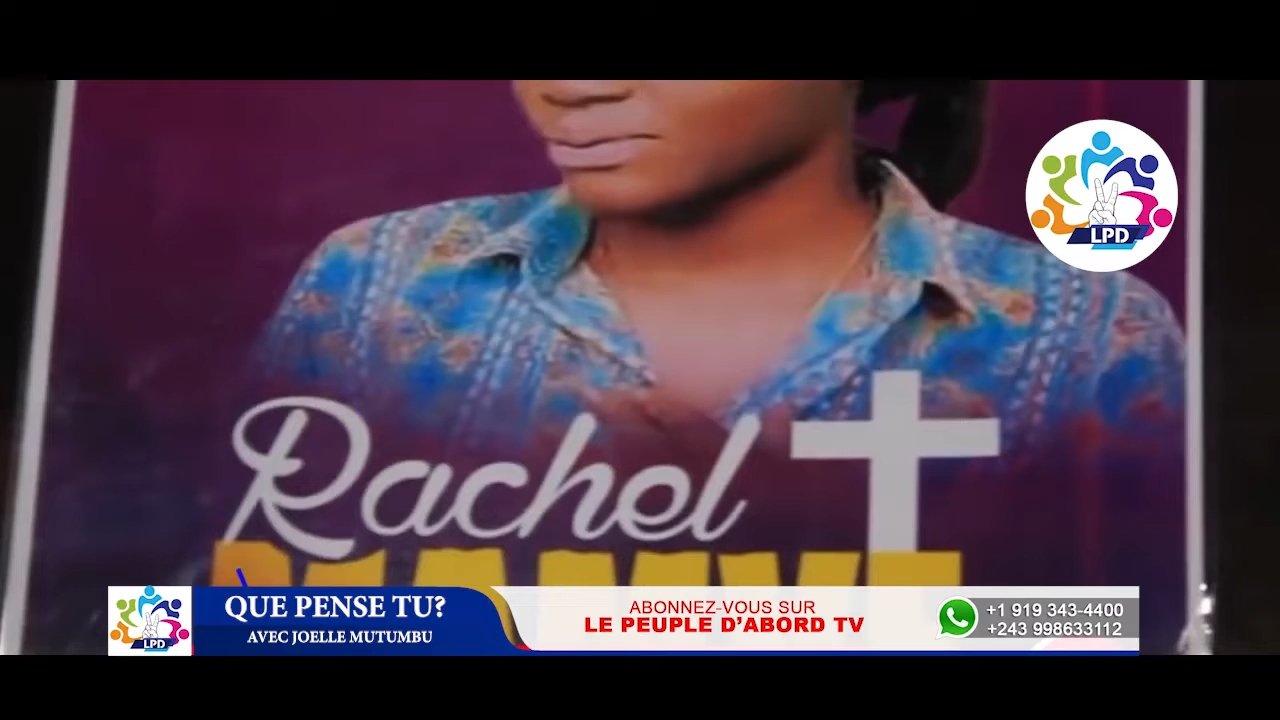 LPD
Rachel
QUE PENSE TU?
AVEC JOELLE MUTUMBU
LPD
ABONNEZ-VOUS SUR
LE PEUPLE D'ABORD TV
+1 919 343-4400
+243 998633112